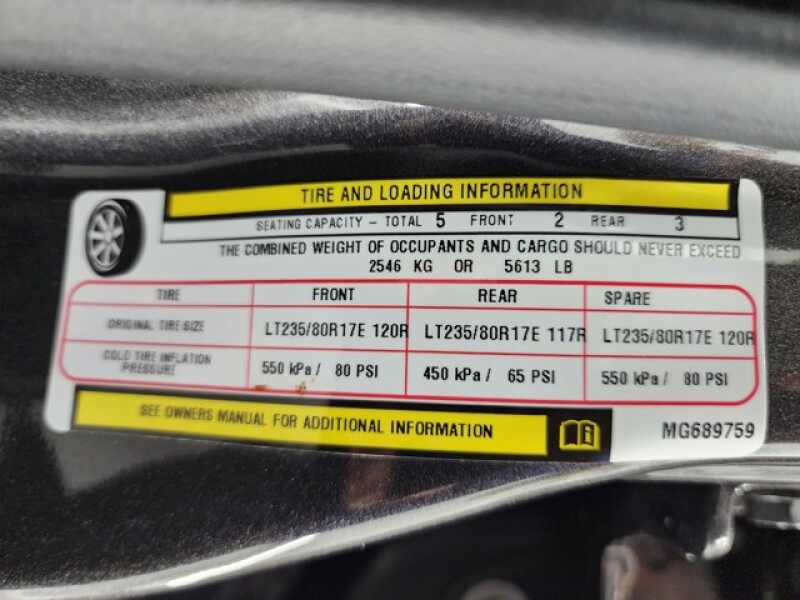 TIRE AND LOADING INFORMATION
SEATING CAPACITY - TOTAL 5 FRONT 2 REAR 3
THE COMBINED WEIGHT OF OCCUPANTS AND CARGO SHOULD NEVER EXCEED
2546 KG OR 5613 LB
TIRE FRONT REAR SPARE
ORIGINAL TIRE SIZE LT235/80R17E 120R LT235/80R17E 117R LT235/80R17E 120R
COLD TIRE INFLATION
PRESSURE 550 kPa / 80 PSI 450 kPa / 65 PSI 550 kPa / 80 PSI
SEE OWNERS MANUAL FOR ADDITIONAL INFORMATION
MG689759